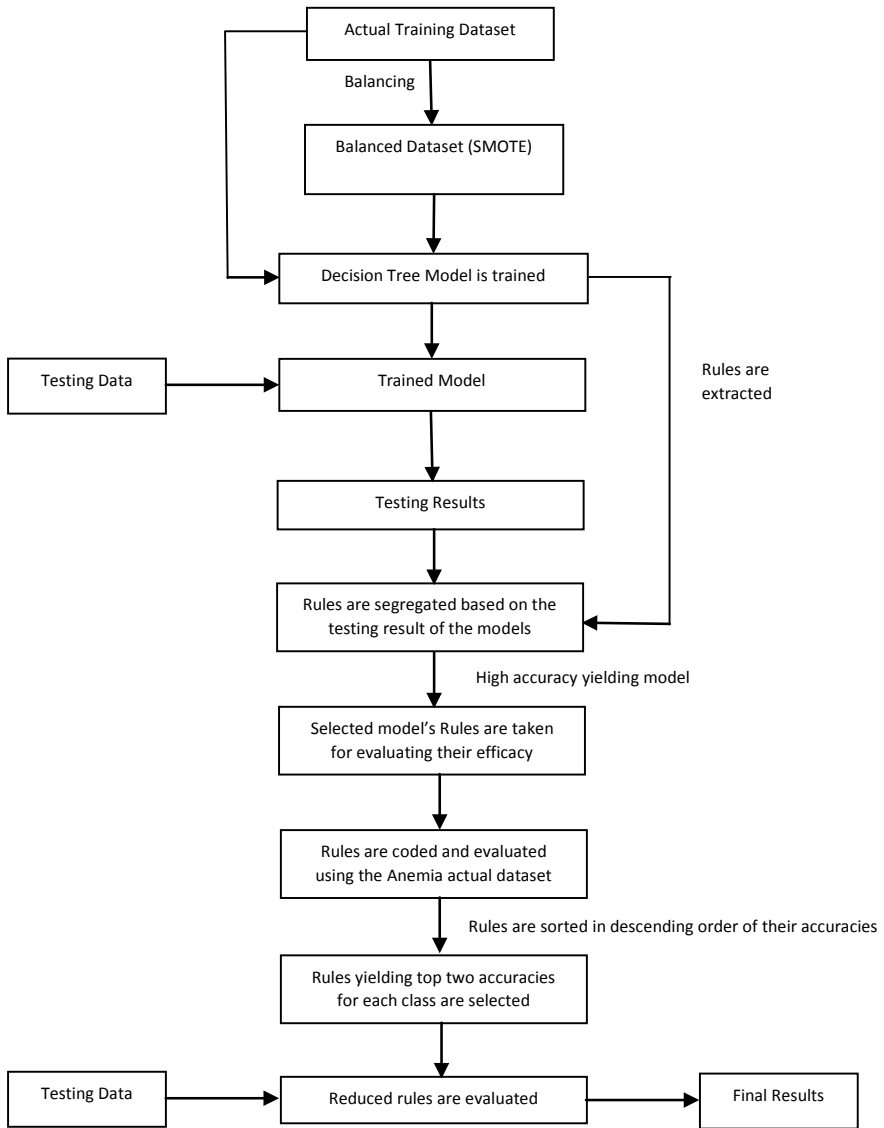 Actual Training Dataset
Balancing
Balanced Dataset (SMOTE)
Decision Tree Model is trained
Testing Data
Trained Model
Rules are
extracted
Testing Results
Rules are segregated based on the
testing result of the models
High accuracy yielding model
Selected model’s Rules are taken
for evaluating their efficacy
Rules are coded and evaluated
using the Anemia actual dataset
Rules are sorted in descending order of their accuracies
Rules yielding top two accuracies
for each class are selected
Testing Data
Reduced rules are evaluated
Final Results